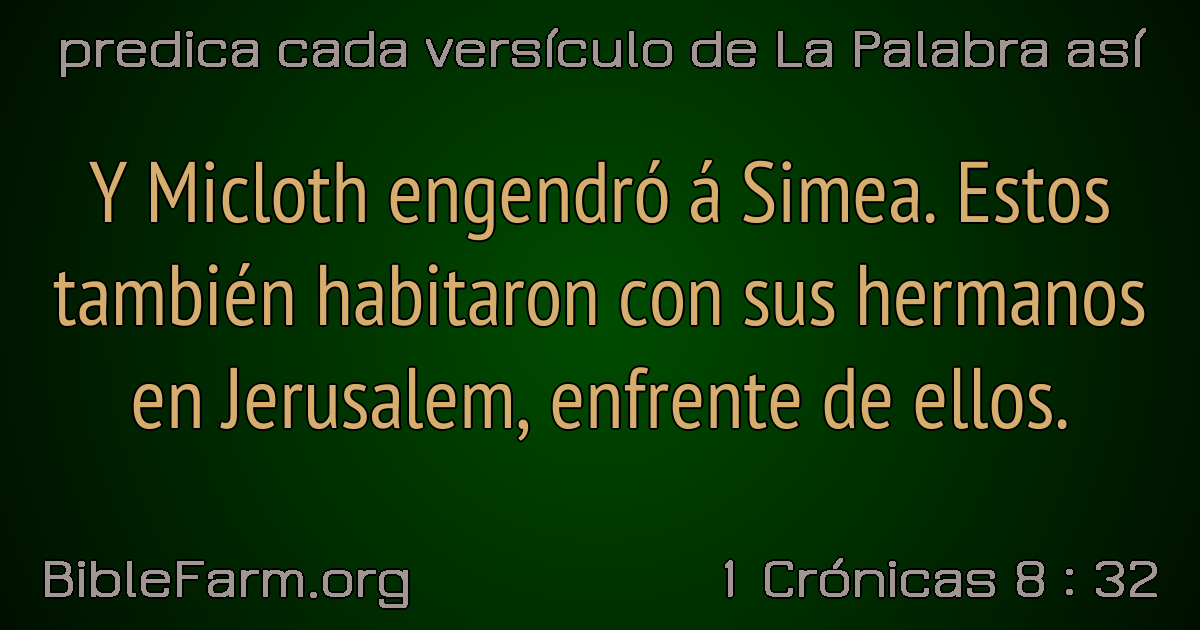 predica cada versículo de La Palabra así
Y Micloth engendró á Simea. Estos
también habitaron con sus hermanos
en Jerusalem, enfrente de ellos.
BibleFarm.org
1 Crónicas 8 : 32